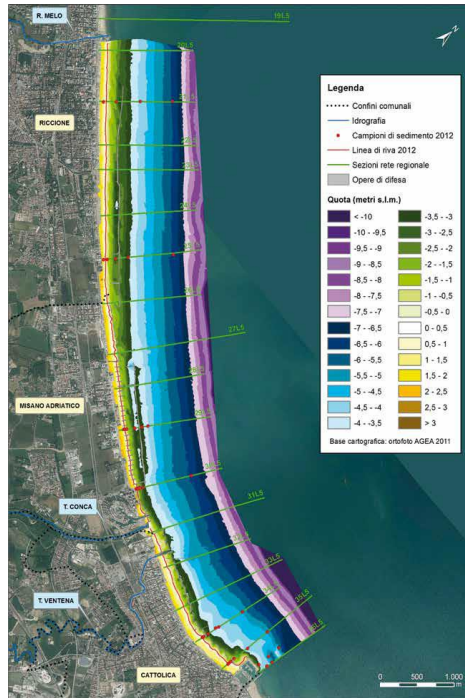 R. MELO
19L5
RICCIONE
27L5
MISANO ADRIATICO
31L5
T. CONCA
T. VENTENA
CATTOLICA
N
Legenda
Confini comunali
Idrografia
Campioni di sedimento 2012
Linea di riva 2012
Sezioni rete regionale
Opere di difesa
Quota (metri s.l.m.)
< -10
-10 - -9,5
-9,5 - -9
-9 - -8,5
-8,5 - -8
-8 - -7,5
-7,5 - -7
-7 - -6,5
-6,5 - -6
-6 - -5,5
-5,5 - -5
-5 - -4,5
-4,5 - -4
-4 - -3,5
-3,5 - -3
-3 - -2,5
-2,5 - -2
-2 - -1,5
-1,5 - -1
-1 - -0,5
-0,5 - 0
0 - 0,5
0,5 - 1
1 - 1,5
1,5 - 2
2 - 2,5
2,5 - 3
> 3
Base cartografica: ortofoto AGEA 2011
0 500 1.000
m